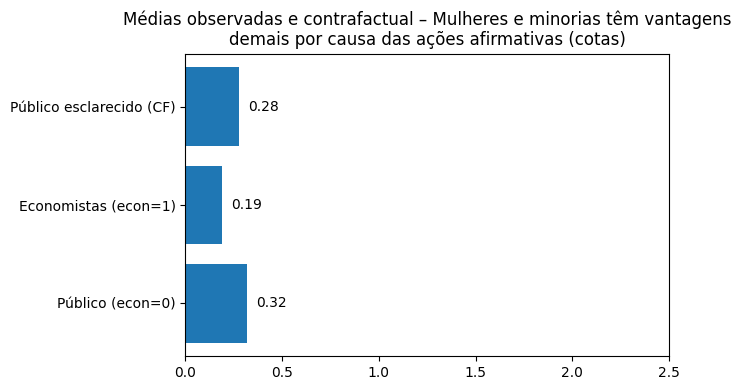 Médias observadas e contrafactual – Mulheres e minorias têm vantagens
demais por causa das ações afirmativas (cotas)
Público esclarecido (CF)
0.28
Economistas (econ=1)
0.19
Público (econ=0)
0.32
0.0
0.5
1.0
1.5
2.0
2.5